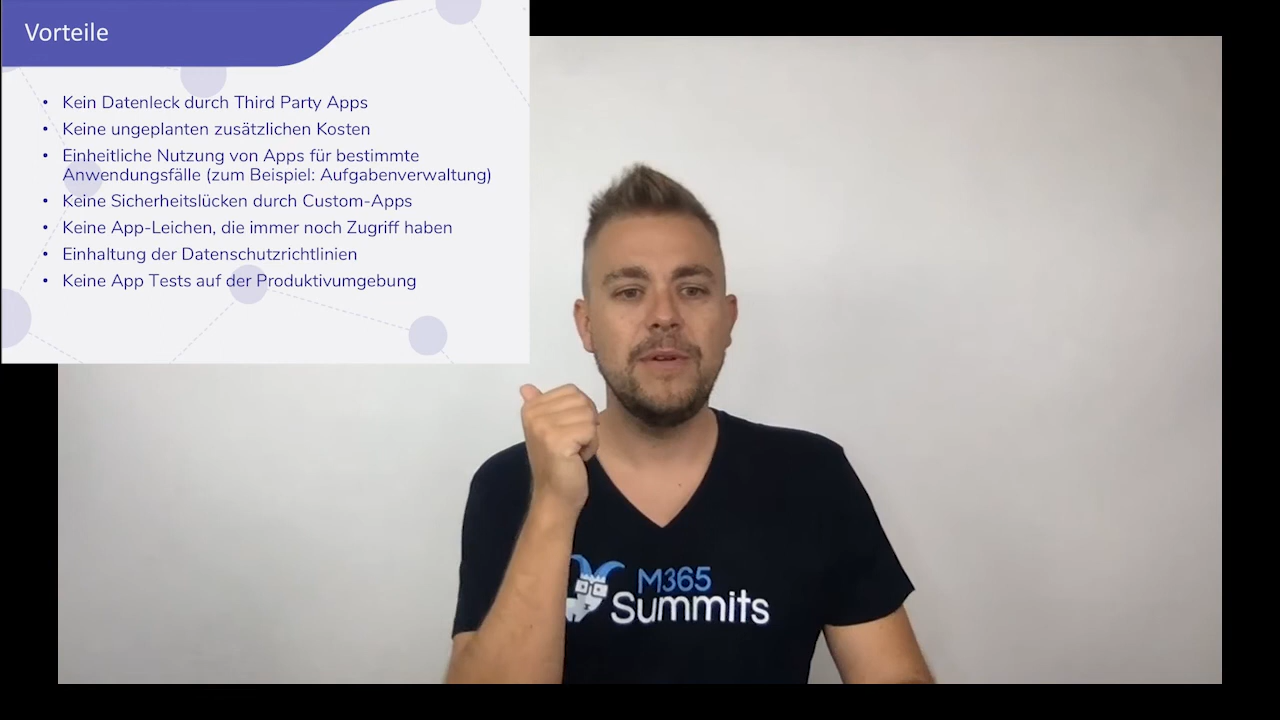 Vorteile
• Kein Datenleck durch Third Party Apps
• Keine ungeplanten zusätzlichen Kosten
• Einheitliche Nutzung von Apps für bestimmte
Anwendungsfälle (zum Beispiel: Aufgabenverwaltung)
• Keine Sicherheitslücken durch Custom-Apps
• Keine App-Leichen, die immer noch Zugriff haben
• Einhaltung der Datenschutzrichtlinien
• Keine App Tests auf der Produktivumgebung
M365
Summits